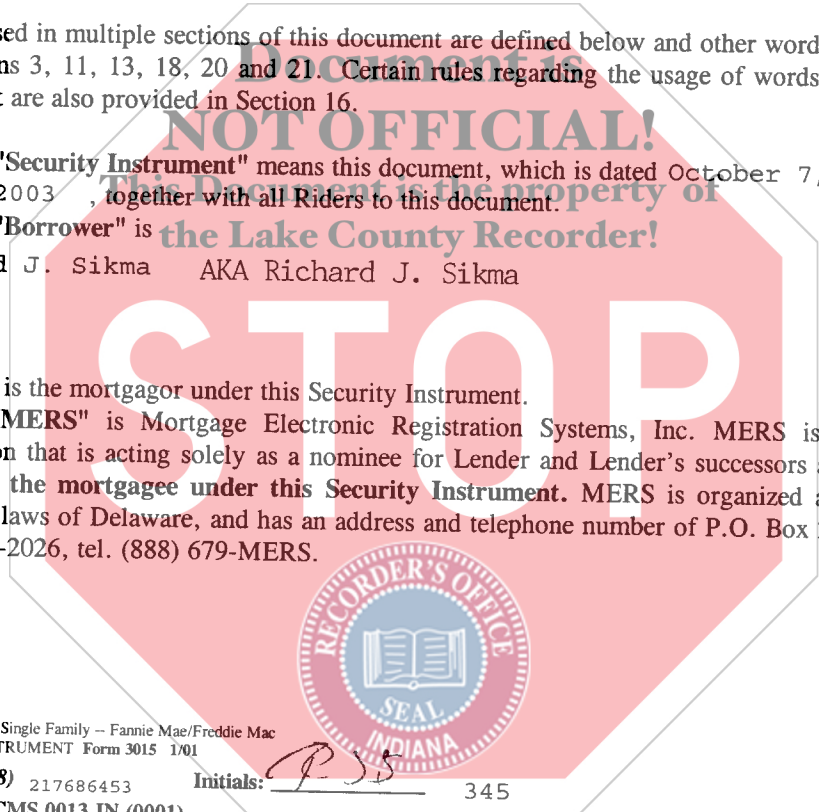 sed in multiple sections of this document are defined below and other word
ns 3, 11, 13, 18, 20 and 21. Certain rules regarding the usage of words
t are also provided in Section 16.
Document is
NOT OFFICIAL!
This Document is the property of
the Lake County Recorder!
"Security Instrument" means this document, which is dated October 7,
2003 , together with all Riders to this document.
"Borrower" is
d J. Sikma AKA Richard J. Sikma
STOP
is the mortgagor under this Security Instrument.
MERS" is Mortgage Electronic Registration Systems, Inc. MERS is
on that is acting solely as a nominee for Lender and Lender's successors a
the mortgagee under this Security Instrument. MERS is organized a
laws of Delaware, and has an address and telephone number of P.O. Box
-2026, tel. (888) 679-MERS.
RECORDER'S OFFICE
SEAL
INDIANA
Single Family -- Fannie Mae/Freddie Mac
TRUMENT Form 3015 1/01
8) 217686453 Initials: 345
CMS 0013 IN (0001)